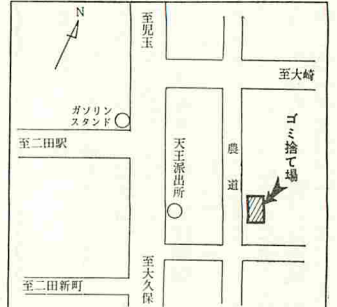 N
至児玉
至大崎
ガソリン
スタンド
至二田駅
天王派出所
農道
ゴミ捨て場
至大久保
至二田新町